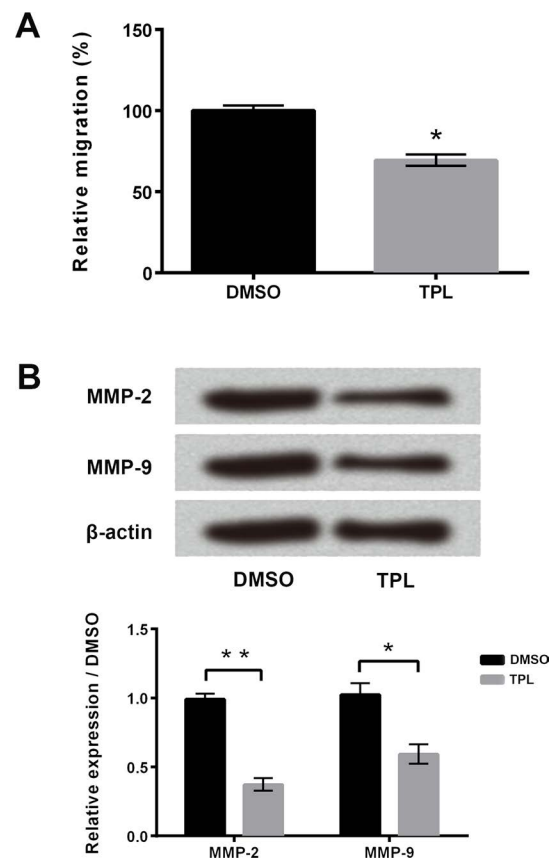 A
Relative migration (%)
150
100
50
0
*
DMSO TPL
B
MMP-2
MMP-9
β-actin
DMSO TPL
Relative expression / DMSO
1.5
1.0
0.5
0.0
* *
*
DMSO
TPL
MMP-2 MMP-9